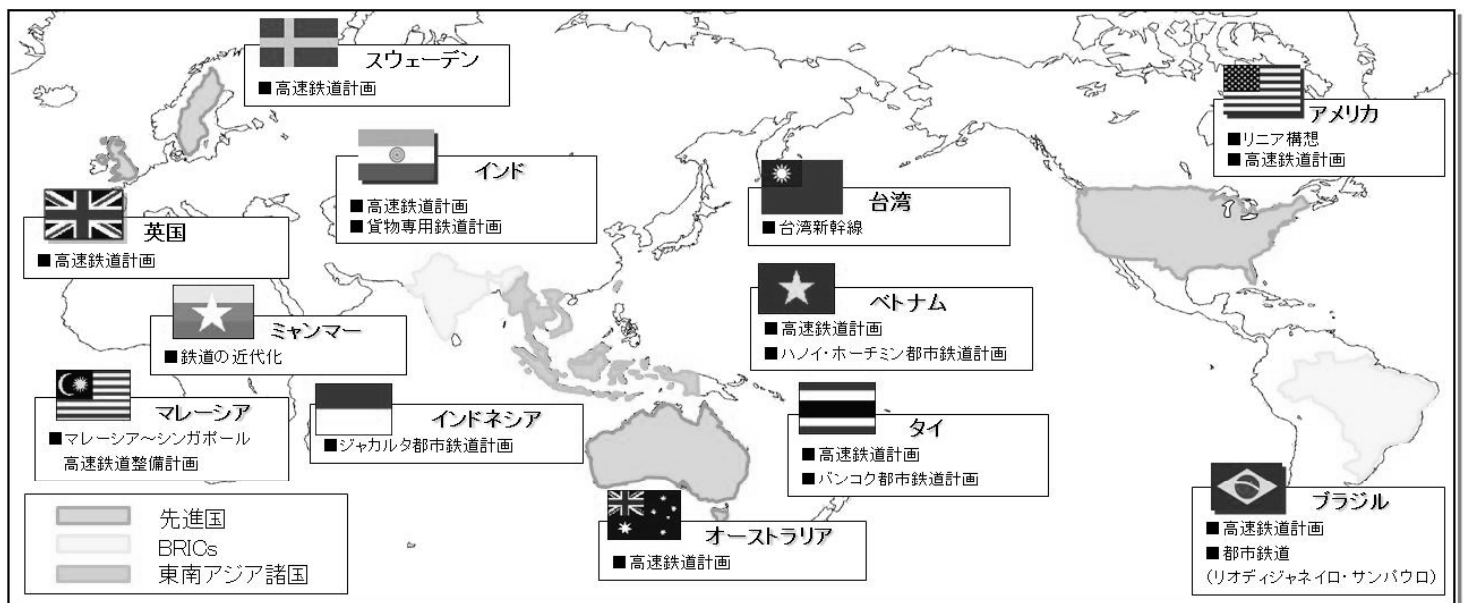 スウェーデン
■高速鉄道計画
アメリカ
■リニア構想
■高速鉄道計画
インド
■高速鉄道計画
■貨物専用鉄道計画
台湾
■台湾新幹線
英国
■高速鉄道計画
ベトナム
■高速鉄道計画
■ハノイ・ホーチミン都市鉄道計画
ミャンマー
■鉄道の近代化
マレーシア
■マレーシア～シンガポール
高速鉄道整備計画
インドネシア
■ジャカルタ都市鉄道計画
タイ
■高速鉄道計画
■バンコク都市鉄道計画
オーストラリア
■高速鉄道計画
ブラジル
■高速鉄道計画
■都市鉄道
(リオディジャネイロ・サンパウロ)
先進国
BRICs
東南アジア諸国